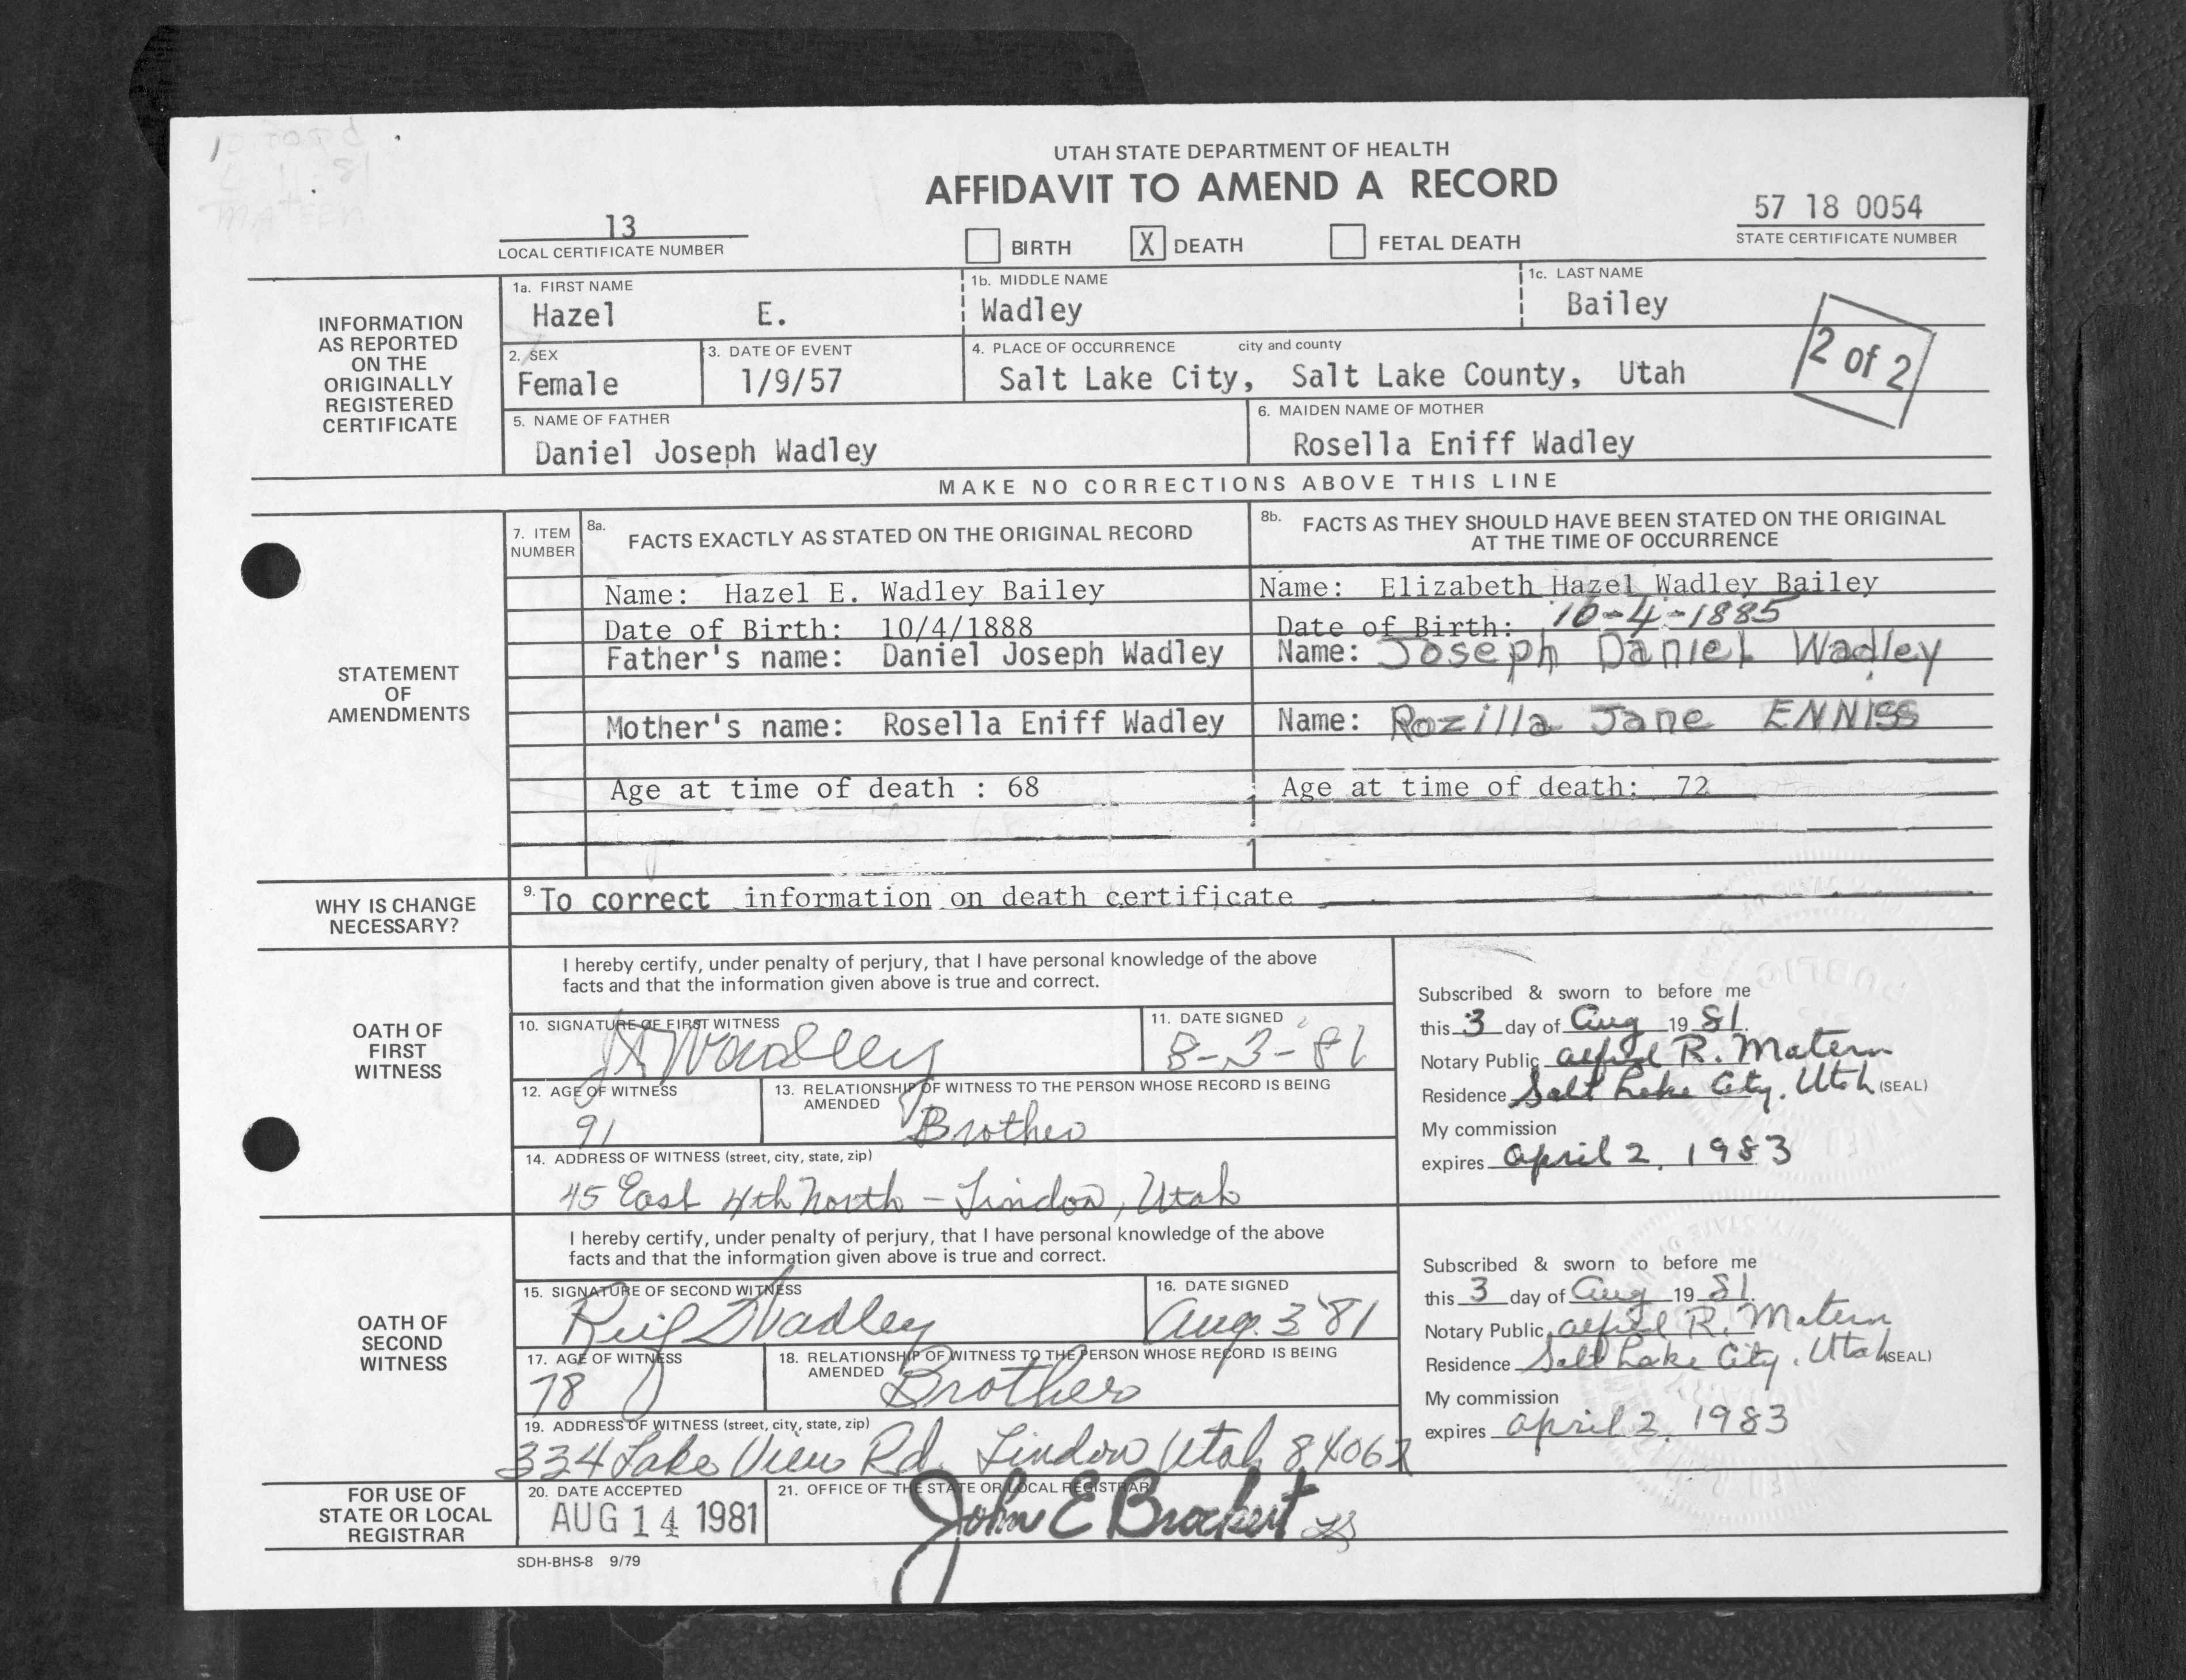 UTAH STATE DEPARTMENT OF HEALTH
AFFIDAVIT TO AMEND A RECORD
13
LOCAL CERTIFICATE NUMBER
BIRTH X DEATH FETAL DEATH
57 18 0054
STATE CERTIFICATE NUMBER
INFORMATION AS REPORTED ON THE ORIGINALLY REGISTERED CERTIFICATE
1a. FIRST NAME 1b. MIDDLE NAME 1c. LAST NAME
Hazel E. Wadley Bailey
2 of 2
2. SEX 3. DATE OF EVENT 4. PLACE OF OCCURRENCE city and county
Female 1/9/57 Salt Lake City, Salt Lake County, Utah
5. NAME OF FATHER 6. MAIDEN NAME OF MOTHER
Daniel Joseph Wadley Rosella Eniff Wadley
MAKE NO CORRECTIONS ABOVE THIS LINE
STATEMENT OF AMENDMENTS
7. ITEM NUMBER 8a. FACTS EXACTLY AS STATED ON THE ORIGINAL RECORD 8b. FACTS AS THEY SHOULD HAVE BEEN STATED ON THE ORIGINAL AT THE TIME OF OCCURRENCE
Name: Hazel E. Wadley Bailey Name: Elizabeth Hazel Wadley Bailey
Date of Birth: 10/4/1888 Date of Birth: 10-4-1885
Father's name: Daniel Joseph Wadley Name: Joseph Daniel Wadley
Mother's name: Rosella Eniff Wadley Name: Rozilla Jane ENNISS
Age at time of death : 68 Age at time of death: 72
WHY IS CHANGE NECESSARY?
9. To correct information on death certificate
OATH OF FIRST WITNESS
I hereby certify, under penalty of perjury, that I have personal knowledge of the above
facts and that the information given above is true and correct.
10. SIGNATURE OF FIRST WITNESS 11. DATE SIGNED
Wadley 8-3-81
12. AGE OF WITNESS 13. RELATIONSHIP OF WITNESS TO THE PERSON WHOSE RECORD IS BEING AMENDED
91 Brother
14. ADDRESS OF WITNESS (street, city, state, zip)
45 East 4th North - Lindon, Utah
Subscribed & sworn to before me
this 3 day of Aug 19 81.
Notary Public Alfred R. Matern
Residence Salt Lake City, Utah (SEAL)
My commission
expires April 2, 1983
OATH OF SECOND WITNESS
I hereby certify, under penalty of perjury, that I have personal knowledge of the above
facts and that the information given above is true and correct.
15. SIGNATURE OF SECOND WITNESS 16. DATE SIGNED
Wadley Aug. 3 '81
17. AGE OF WITNESS 18. RELATIONSHIP OF WITNESS TO THE PERSON WHOSE RECORD IS BEING AMENDED
78 Brother
19. ADDRESS OF WITNESS (street, city, state, zip)
334 Lake View Rd. Lindon Utah 84062
Subscribed & sworn to before me
this 3 day of Aug 19 81.
Notary Public Alfred R. Matern
Residence Salt Lake City, Utah (SEAL)
My commission
expires April 2, 1983
FOR USE OF STATE OR LOCAL REGISTRAR
20. DATE ACCEPTED 21. OFFICE OF THE STATE OR LOCAL REGISTRAR
AUG 14 1981 John E Brockert
SDH-BHS-8 9/79